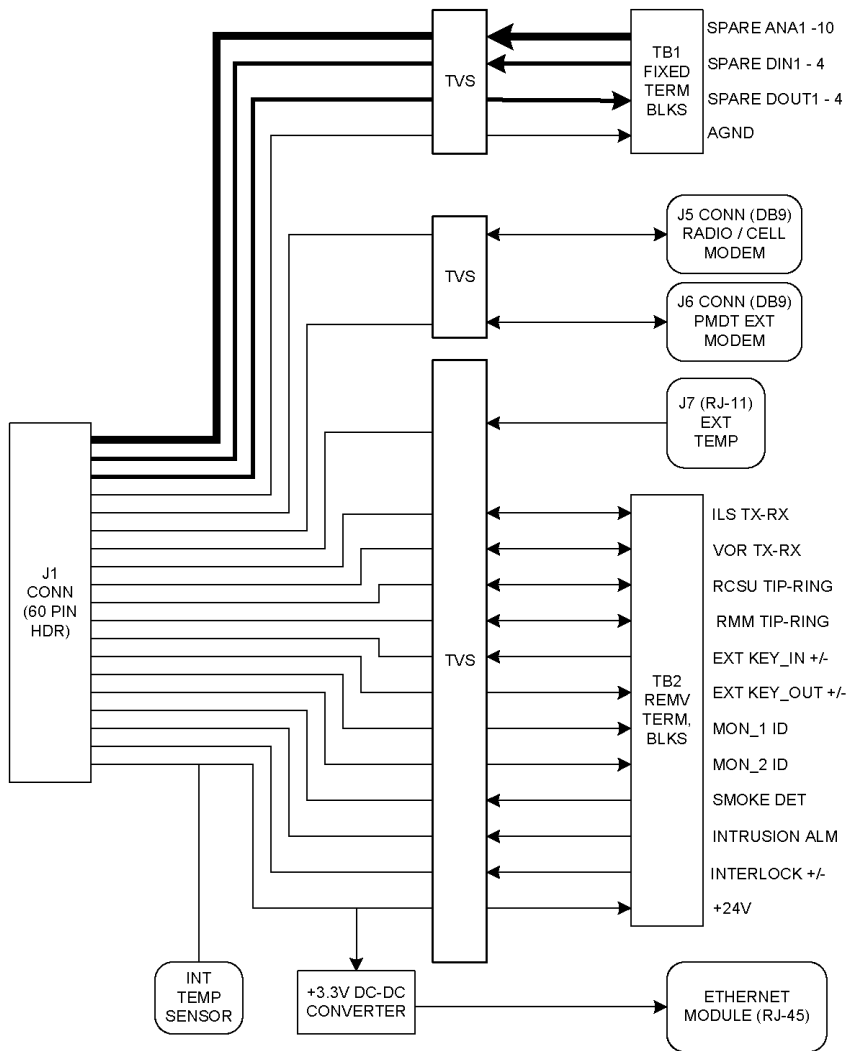 SPARE ANA1 -10
TB1
FIXED
TERM
BLKS
SPARE DIN1 - 4
TVS
SPARE DOUT1 - 4
AGND
J5 CONN (DB9)
RADIO / CELL
MODEM
TVS
J6 CONN (DB9)
PMDT EXT
MODEM
J7 (RJ-11)
EXT
TEMP
J1
CONN
(60 PIN
HDR)
TVS
TB2
REMV
TERM,
BLKS
ILS TX-RX
VOR TX-RX
RCSU TIP-RING
RMM TIP-RING
EXT KEY_IN +/-
EXT KEY_OUT +/-
MON_1 ID
MON_2 ID
SMOKE DET
INTRUSION ALM
INTERLOCK +/-
+24V
INT
TEMP
SENSOR
+3.3V DC-DC
CONVERTER
ETHERNET
MODULE (RJ-45)